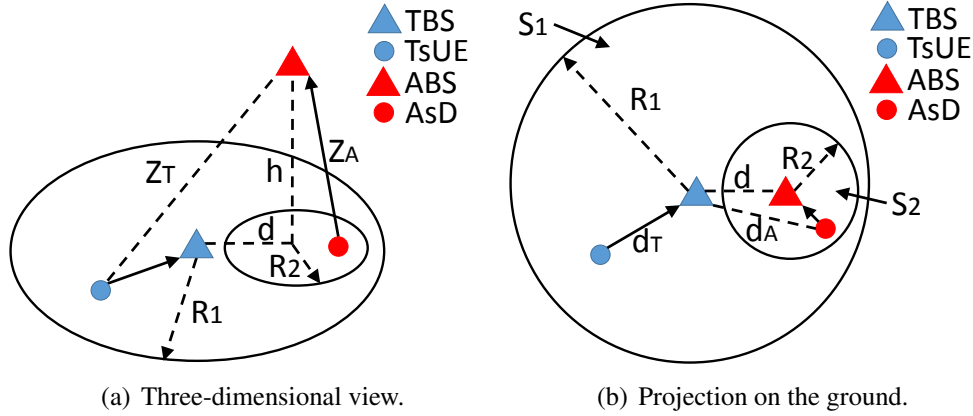 TBS
TsUE
ABS
AsD
ZT
ZA
h
d
R2
R1
(a) Three-dimensional view.
S1
TBS
TsUE
ABS
AsD
R1
R2
d
S2
dA
dT
(b) Projection on the ground.